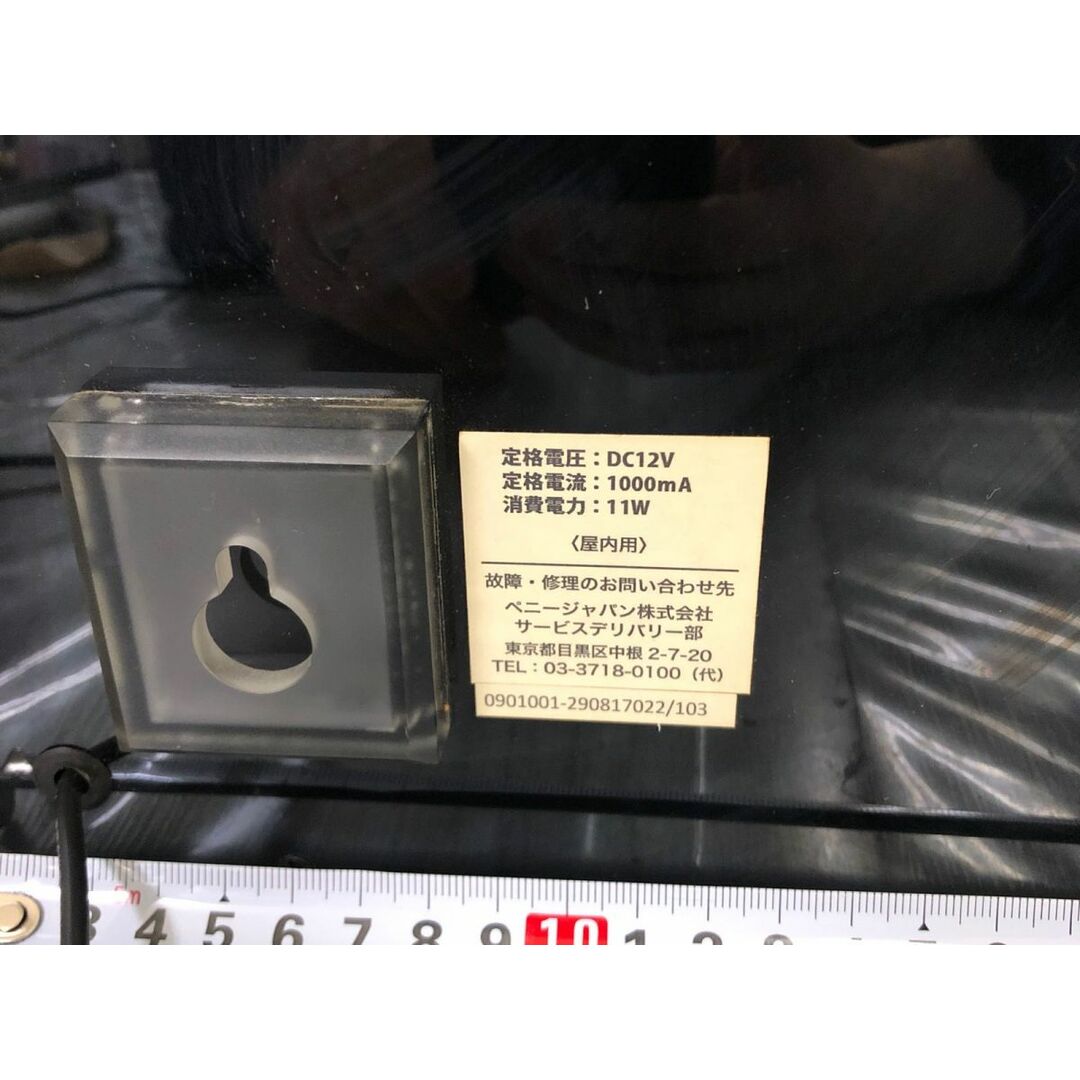 定格電圧：DC12V
定格電流：1000mA
消費電力：11W
〈屋内用〉
故障・修理のお問い合わせ先
ペニージャパン株式会社
サービスデリバリー部
東京都目黒区中根 2-7-20
TEL：03-3718-0100（代）
0901001-290817022/103
5m
3 4 5 6 7 8 9 10 1 2